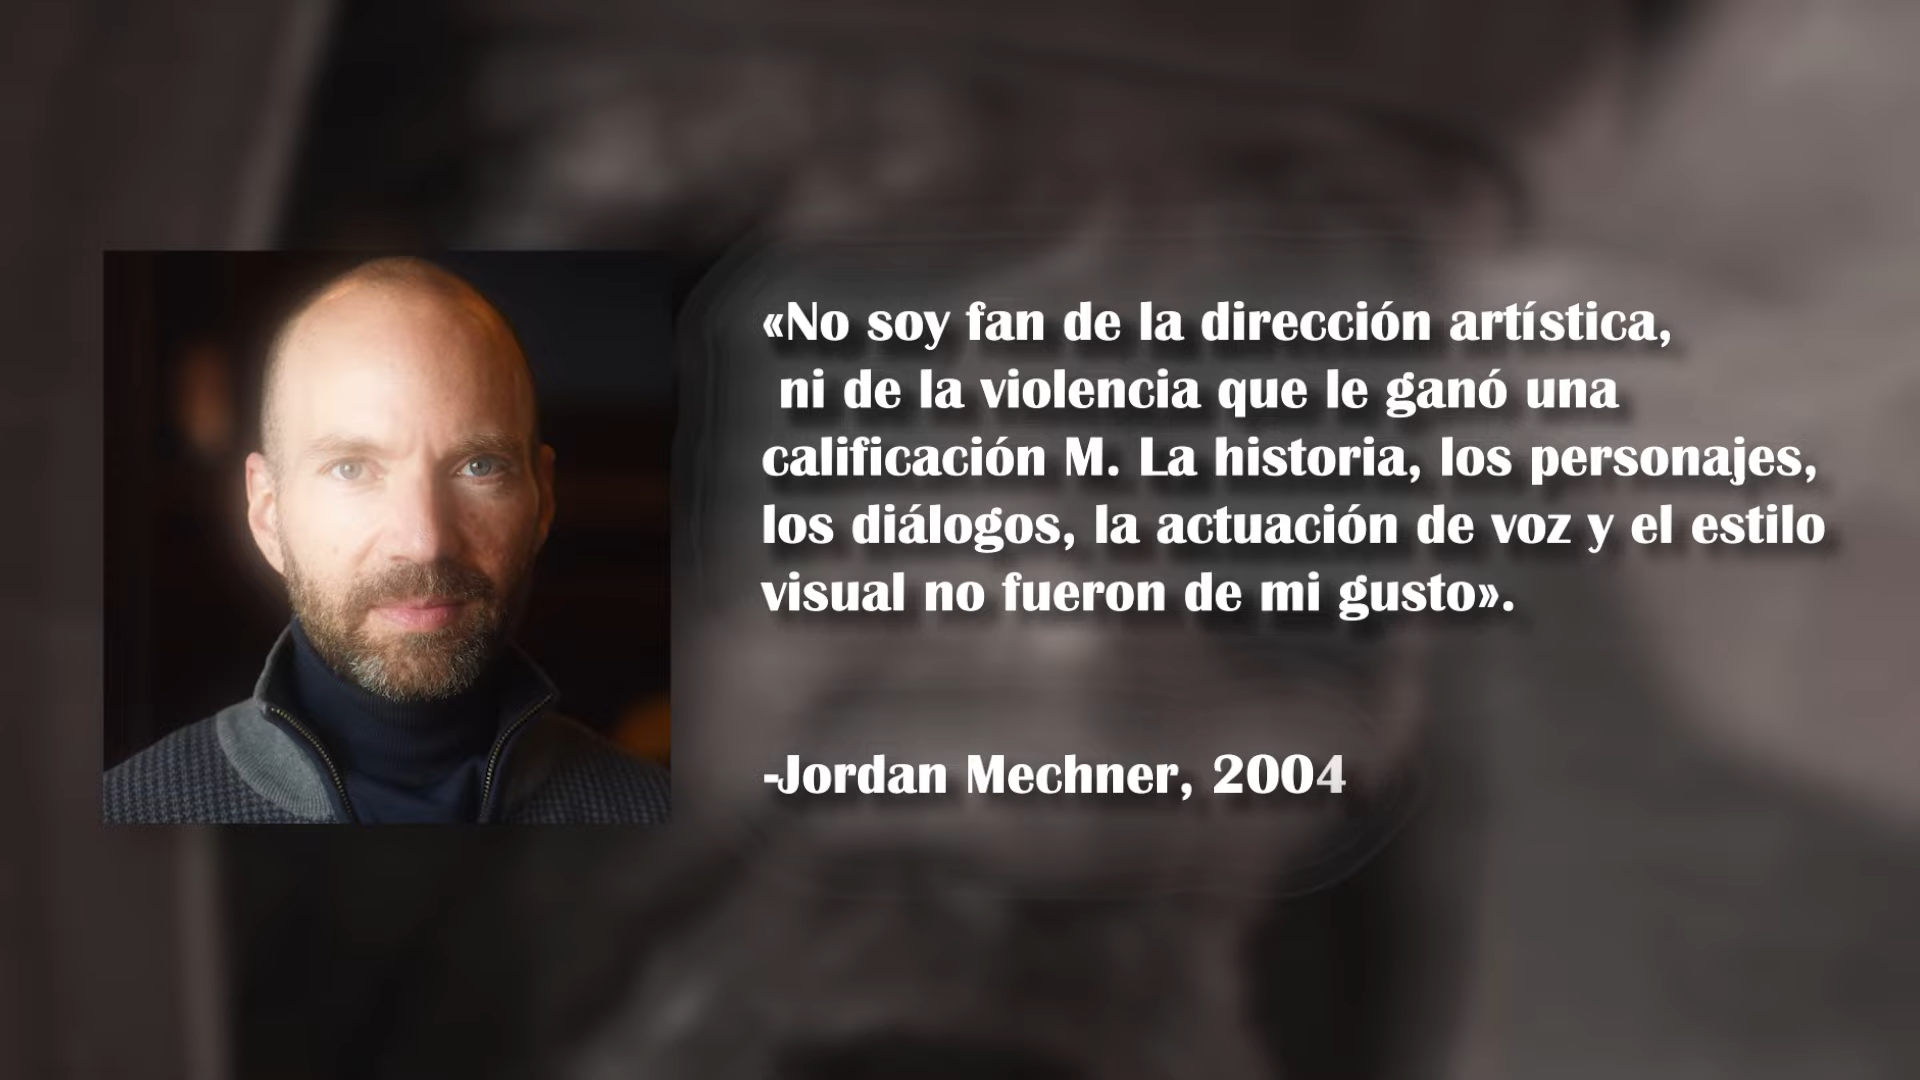 «No soy fan de la dirección artística,
ni de la violencia que le ganó una
calificación M. La historia, los personajes,
los diálogos, la actuación de voz y el estilo
visual no fueron de mi gusto».
-Jordan Mechner, 2004